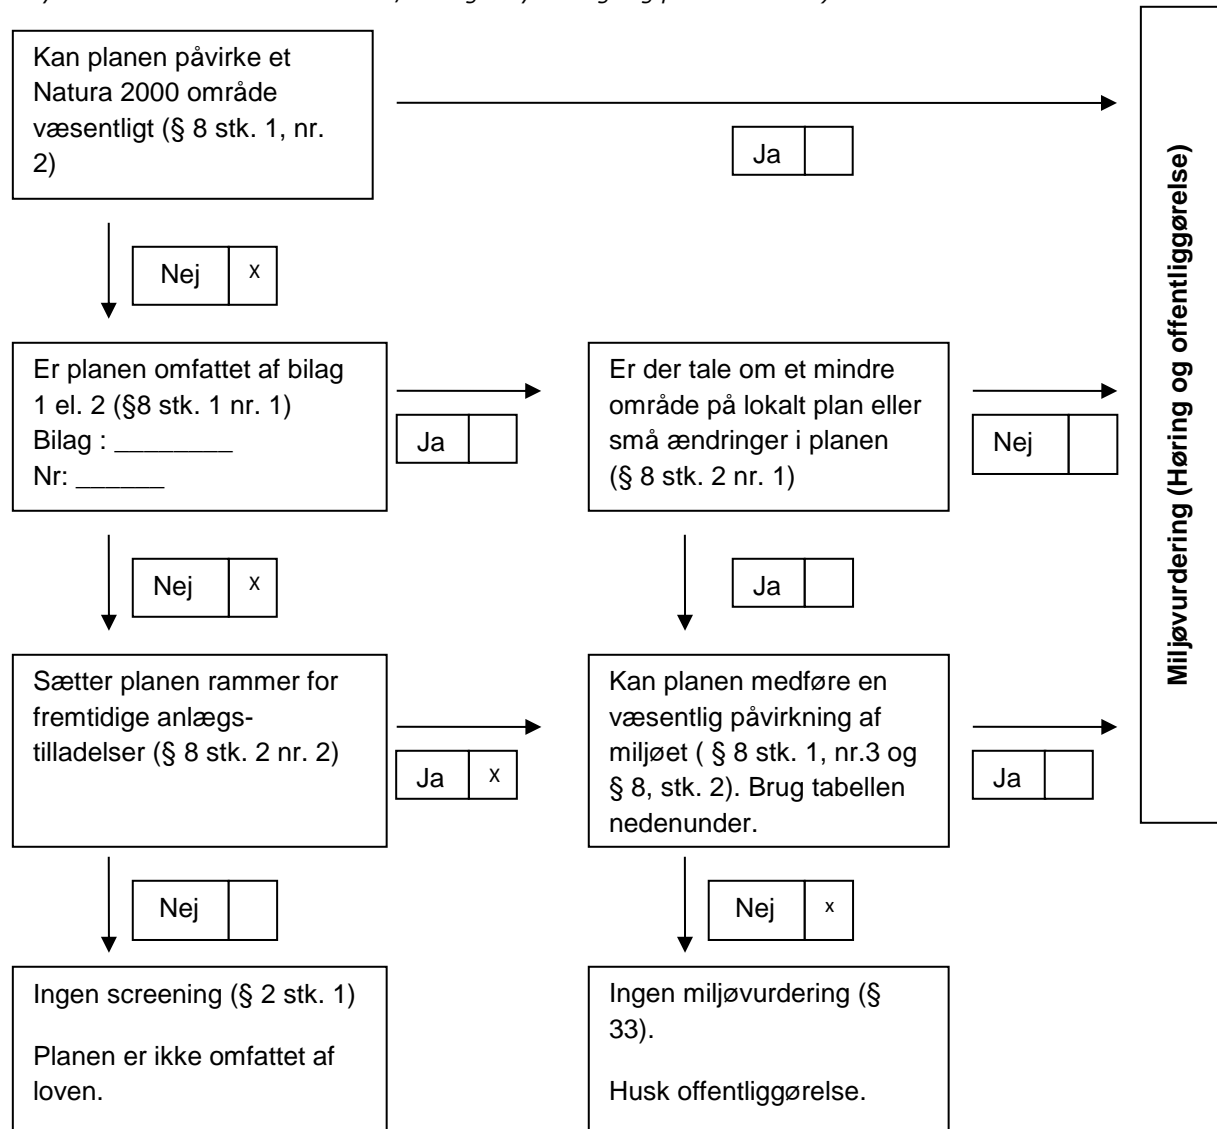 Kan planen påvirke et
Natura 2000 område
væsentligt (§ 8 stk. 1, nr.
2)
Ja
Nej x
Er planen omfattet af bilag
1 el. 2 (§8 stk. 1 nr. 1)
Bilag : ________
Nr: ______
Ja
Er der tale om et mindre
område på lokalt plan eller
små ændringer i planen
(§ 8 stk. 2 nr. 1)
Nej
Nej x
Ja
Sætter planen rammer for
fremtidige anlægs-
tilladelser (§ 8 stk. 2 nr. 2)
Ja x
Kan planen medføre en
væsentlig påvirkning af
miljøet ( § 8 stk. 1, nr.3 og
§ 8, stk. 2). Brug tabellen
nedenunder.
Ja
Nej
Nej x
Ingen screening (§ 2 stk. 1)
Planen er ikke omfattet af
loven.
Ingen miljøvurdering (§
33).
Husk offentliggørelse.
Miljøvurdering (Høring og offentliggørelse)